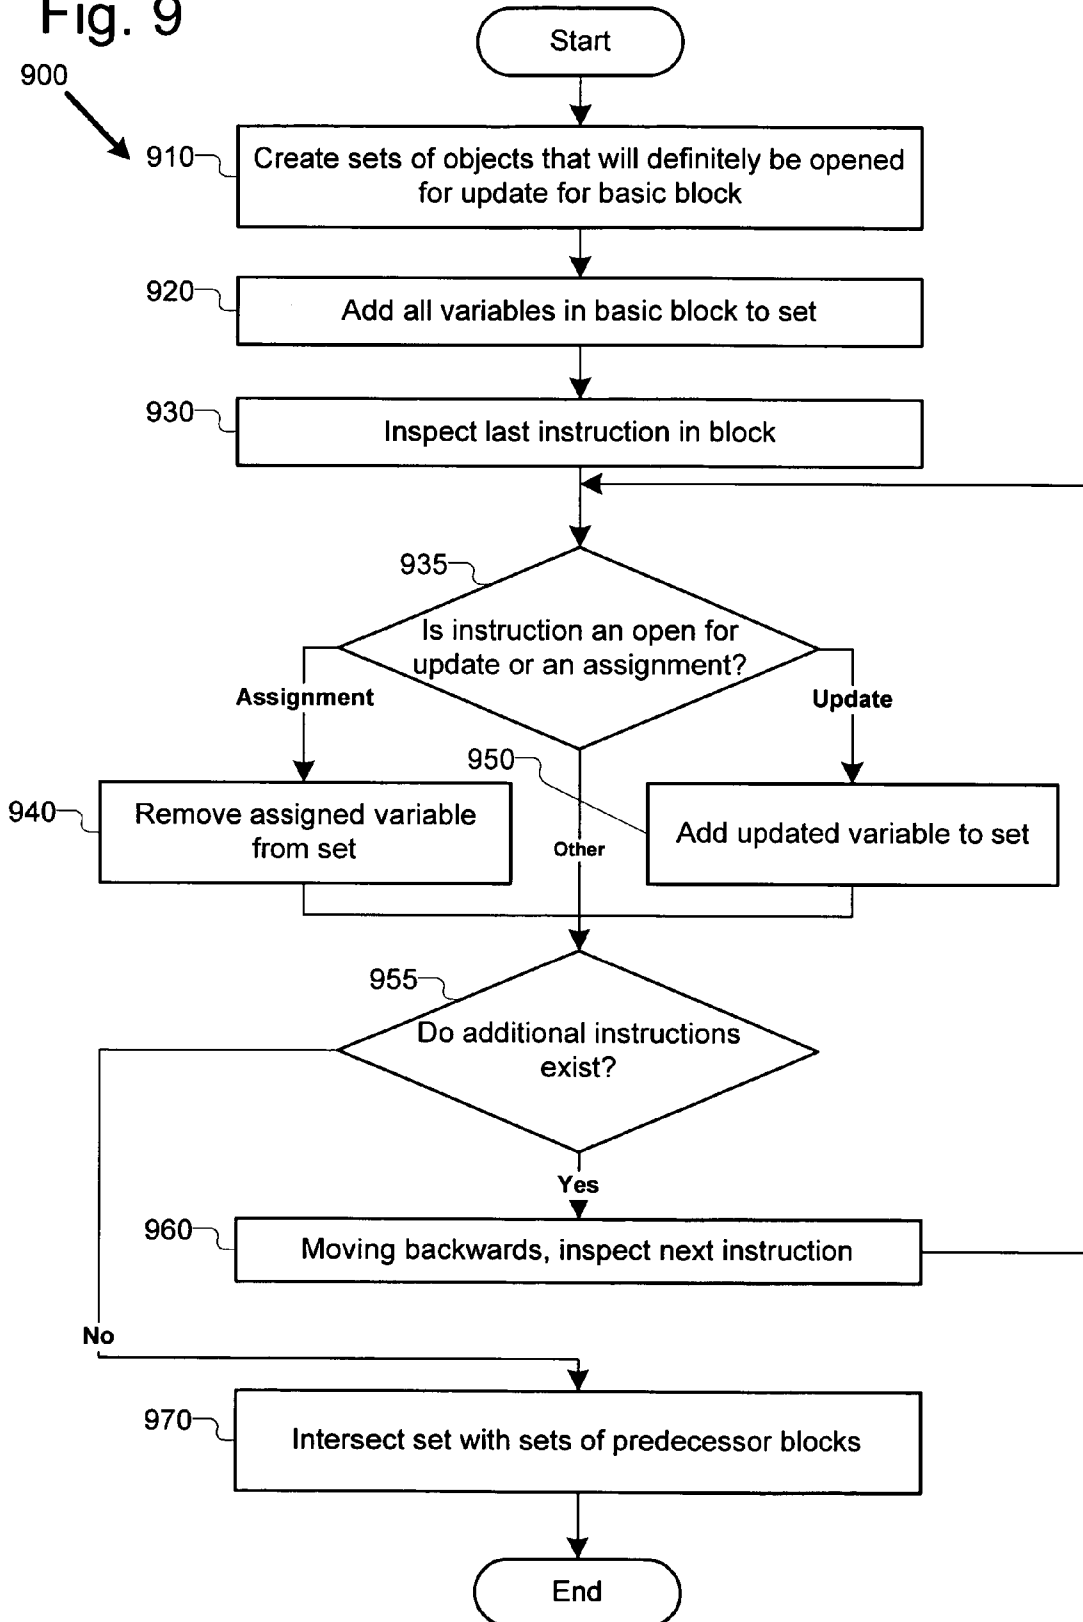 Fig. 9
Start
900
910
Create sets of objects that will definitely be opened
for update for basic block
920
Add all variables in basic block to set
930
Inspect last instruction in block
935
Is instruction an open for
update or an assignment?
Assignment
Update
950
940
Remove assigned variable
from set
Other
Add updated variable to set
955
Do additional instructions
exist?
Yes
960
Moving backwards, inspect next instruction
No
970
Intersect set with sets of predecessor blocks
End